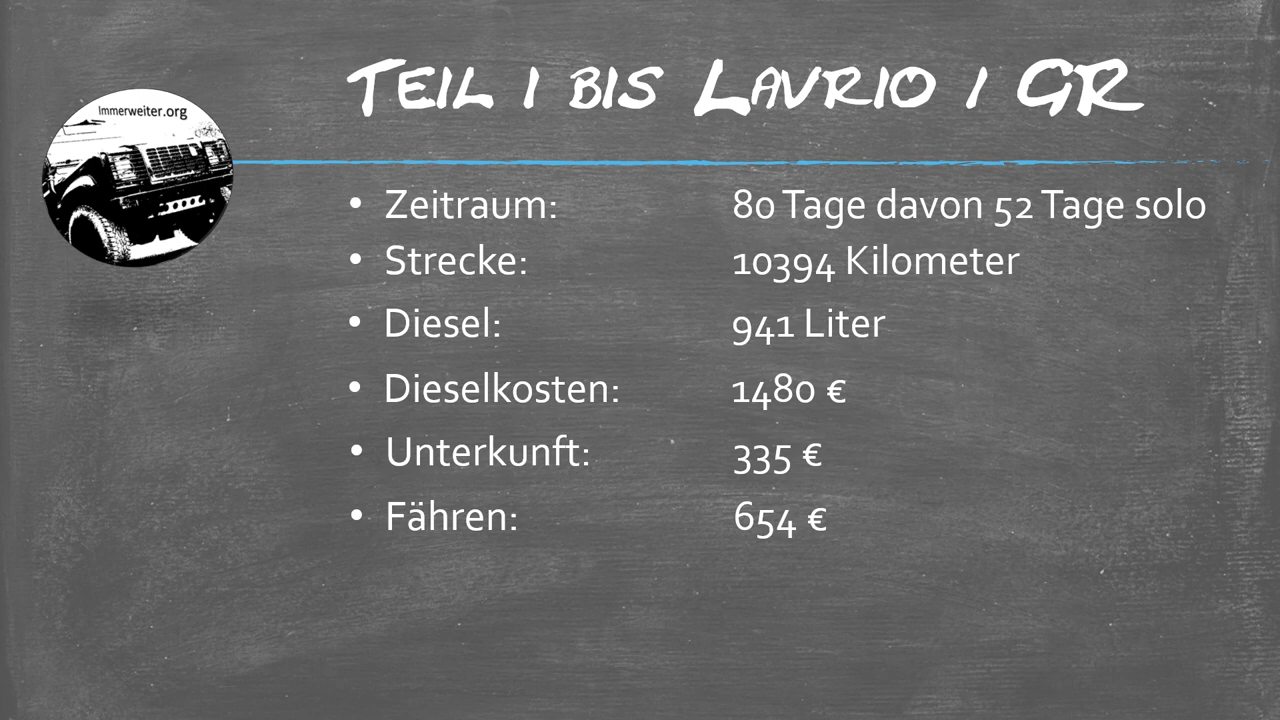 Teil 1 bis Lavrio / GR
Immerweiter.org
• Zeitraum: 80 Tage davon 52 Tage solo
• Strecke: 10394 Kilometer
• Diesel: 941 Liter
• Dieselkosten: 1480 €
• Unterkunft: 335 €
• Fähren: 654 €